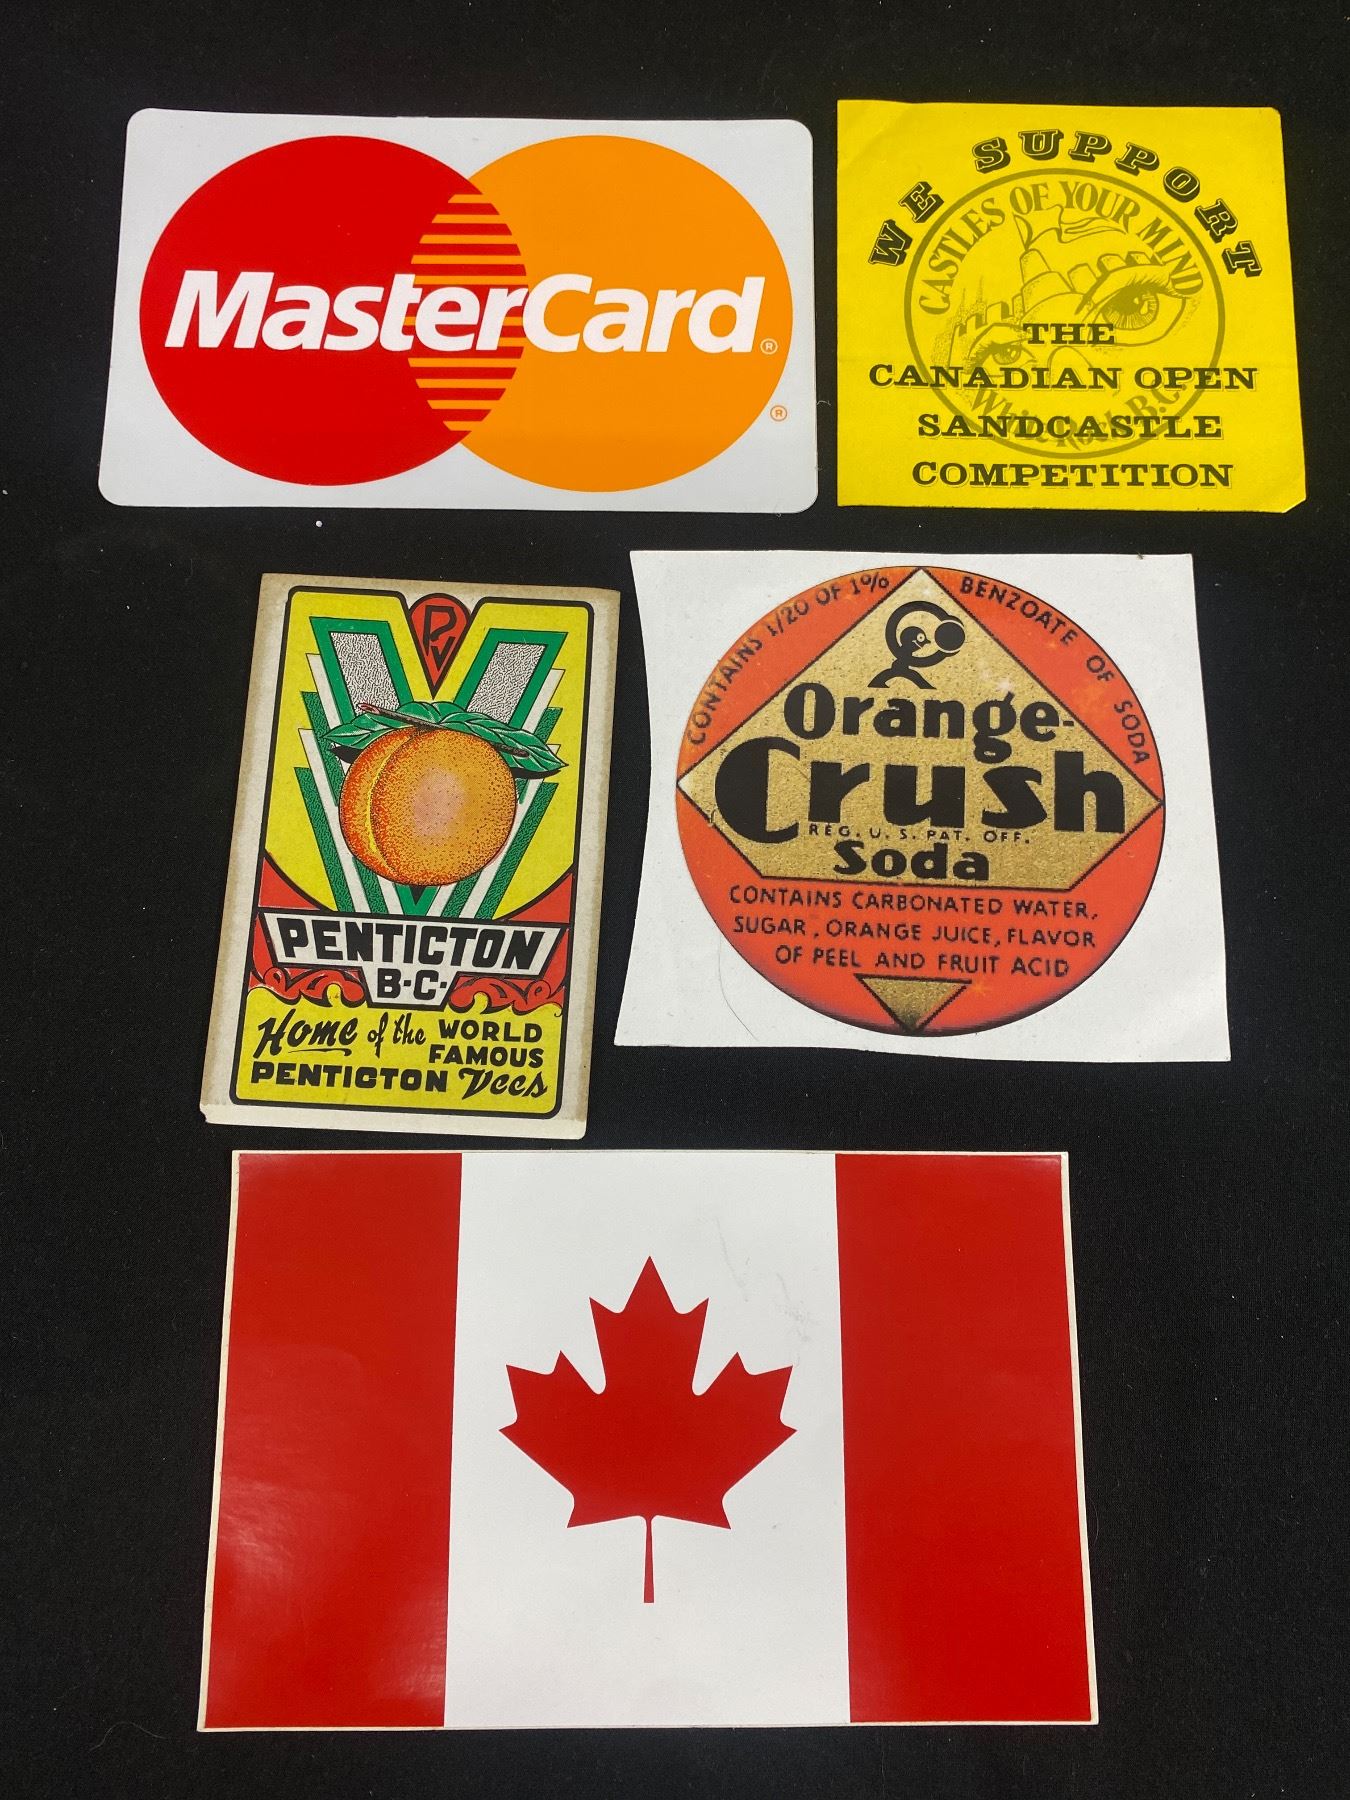 MasterCard®
®
WE SUPPORT
CASTLES OF YOUR MIND
THE
CANADIAN OPEN
SANDCASTLE
COMPETITION
White Rock B.C.
PV
PENTICTON
B·C·
Home of the WORLD
FAMOUS
PENTICTON Vees
CONTAINS 1/20 OF 1% BENZOATE OF SODA
Orange-
Crush
REG. U. S. PAT. OFF.
Soda
CONTAINS CARBONATED WATER,
SUGAR, ORANGE JUICE, FLAVOR
OF PEEL AND FRUIT ACID